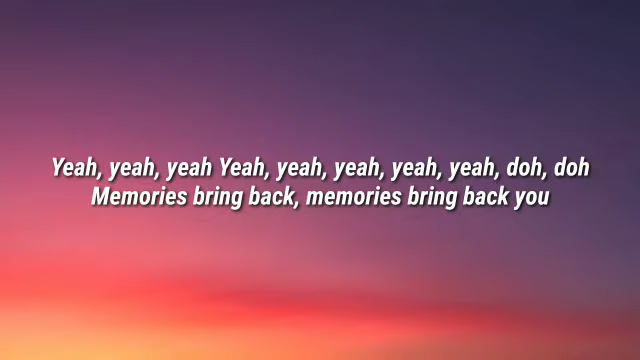 Yeah, yeah, yeah Yeah, yeah, yeah, yeah, yeah, doh, doh
Memories bring back, memories bring back you